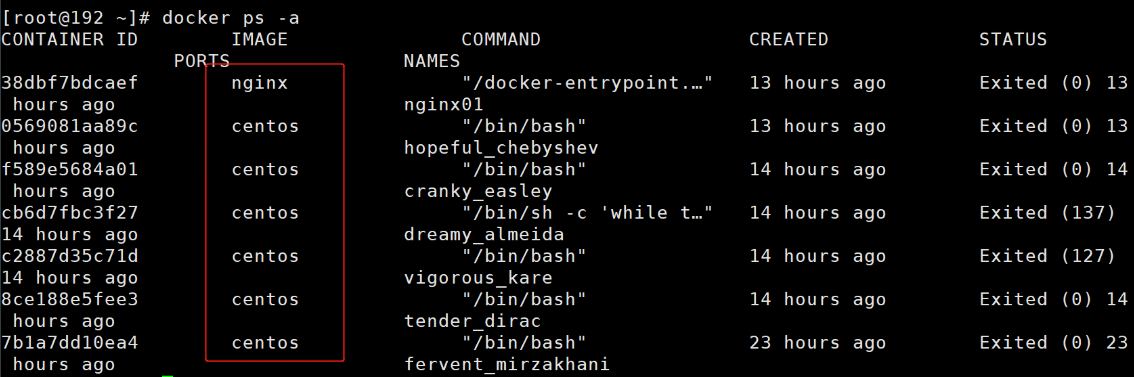 [root@192 ~]# docker ps -a
CONTAINER ID        IMAGE               COMMAND                  CREATED             STATUS
               PORTS               NAMES
38dbf7bdcaef        nginx               "/docker-entrypoint.…"   13 hours ago        Exited (0) 13
 hours ago                         nginx01
0569081aa89c        centos              "/bin/bash"              13 hours ago        Exited (0) 13
 hours ago                         hopeful_chebyshev
f589e5684a01        centos              "/bin/bash"              14 hours ago        Exited (0) 14
 hours ago                         cranky_easley
cb6d7fbc3f27        centos              "/bin/sh -c 'while t…"   14 hours ago        Exited (137)
14 hours ago                       dreamy_almeida
c2887d35c71d        centos              "/bin/bash"              14 hours ago        Exited (127)
14 hours ago                       vigorous_kare
8ce188e5fee3        centos              "/bin/bash"              14 hours ago        Exited (0) 14
 hours ago                         tender_dirac
7b1a7dd10ea4        centos              "/bin/bash"              23 hours ago        Exited (0) 23
 hours ago                         fervent_mirzakhani